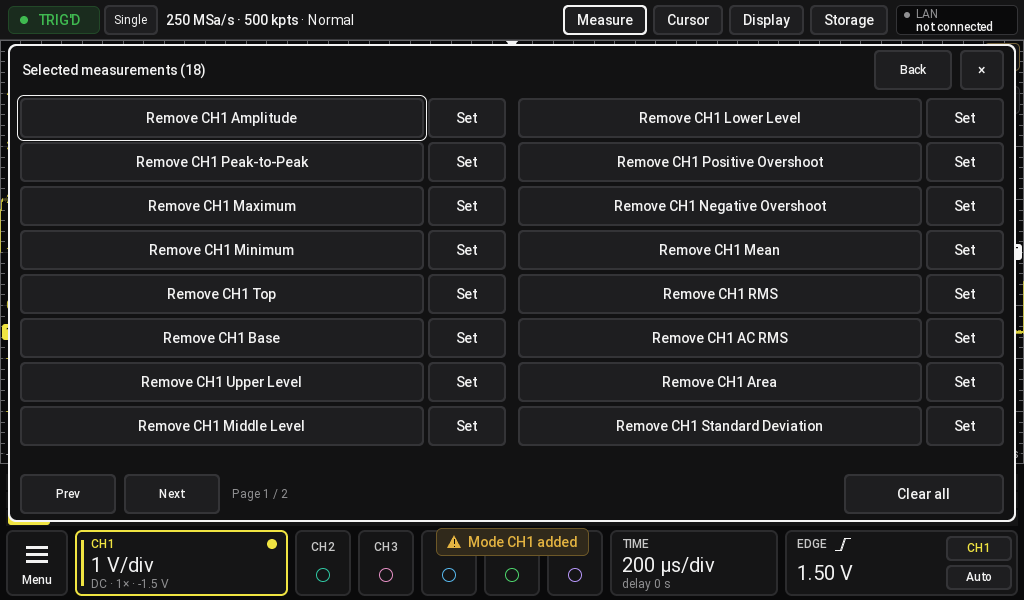 TRIG'D Single 250 MSa/s · 500 kpts · Normal Measure Cursor Display Storage LAN
not connected
Selected measurements (18) Back ×
Remove CH1 Amplitude Set Remove CH1 Lower Level Set
Remove CH1 Peak-to-Peak Set Remove CH1 Positive Overshoot Set
Remove CH1 Maximum Set Remove CH1 Negative Overshoot Set
Remove CH1 Minimum Set Remove CH1 Mean Set
Remove CH1 Top Set Remove CH1 RMS Set
Remove CH1 Base Set Remove CH1 AC RMS Set
Remove CH1 Upper Level Set Remove CH1 Area Set
Remove CH1 Middle Level Set Remove CH1 Standard Deviation Set
Prev Next Page 1 / 2 Clear all
Mode CH1 added
Menu
CH1
1 V/div
DC · 1× · -1.5 V
CH2
CH3
TIME
200 µs/div
delay 0 s
EDGE
1.50 V
CH1
Auto